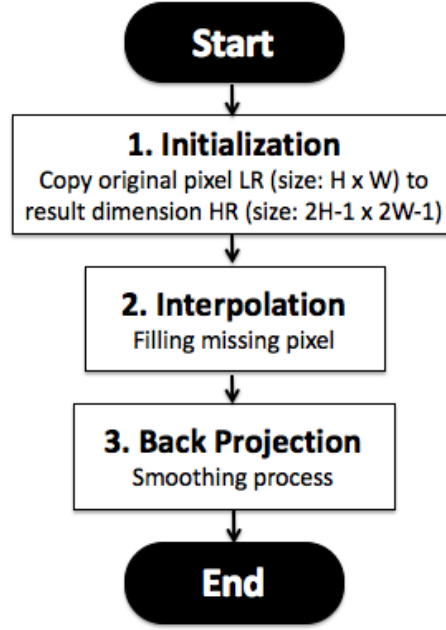 Start
1. Initialization
Copy original pixel LR (size: H x W) to
result dimension HR (size: 2H-1 x 2W-1)
2. Interpolation
Filling missing pixel
3. Back Projection
Smoothing process
End